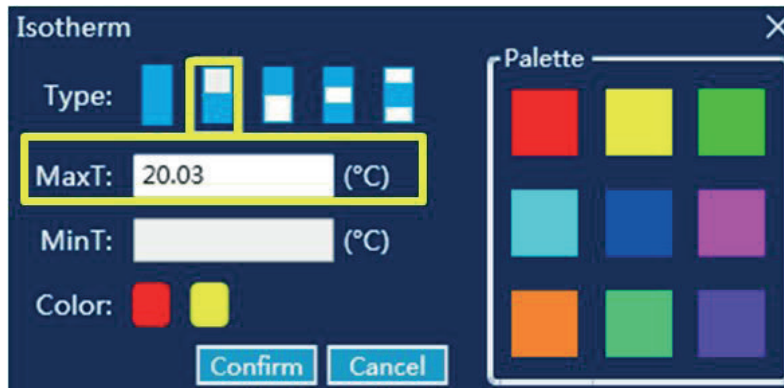 Isotherm
Palette
Type:
MaxT: 20.03 (°C)
MinT: (°C)
Color:
Confirm Cancel